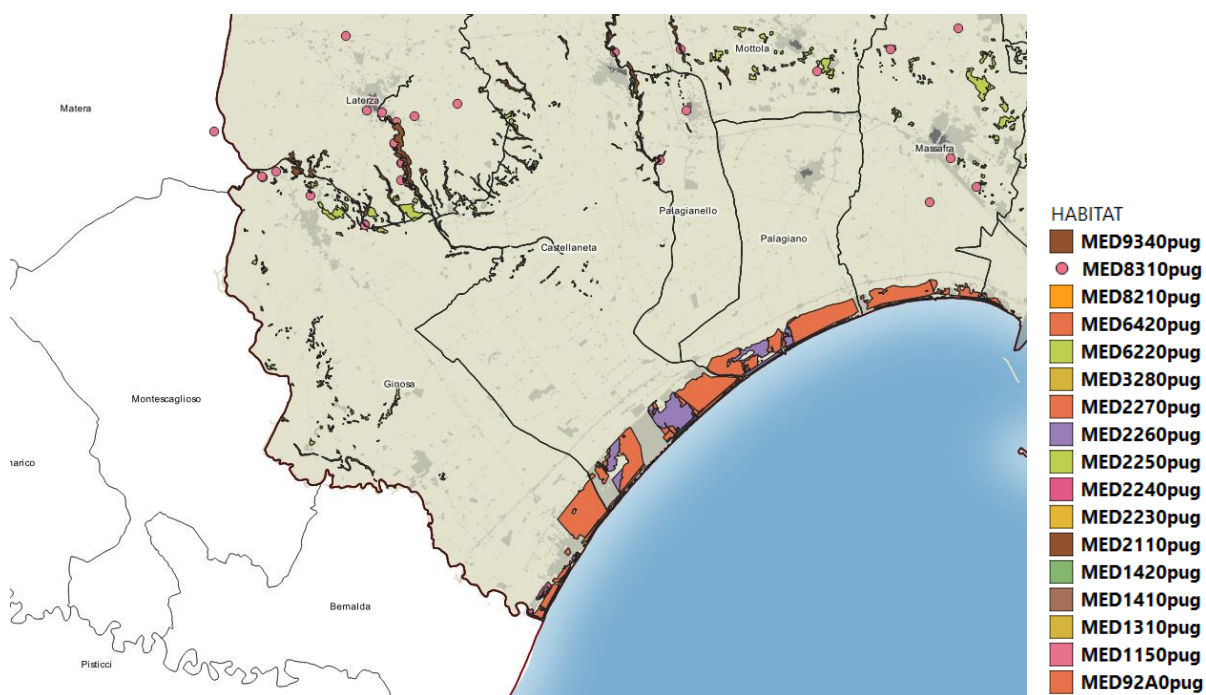 Mottola
Matera
Laterza
Massafra
Palagianello
Palagiano
Castellaneta
Ginosa
Montescaglioso
narico
Bernalda
Pisticci
HABITAT
MED9340pug
MED8310pug
MED8210pug
MED6420pug
MED6220pug
MED3280pug
MED2270pug
MED2260pug
MED2250pug
MED2240pug
MED2230pug
MED2110pug
MED1420pug
MED1410pug
MED1310pug
MED1150pug
MED92A0pug